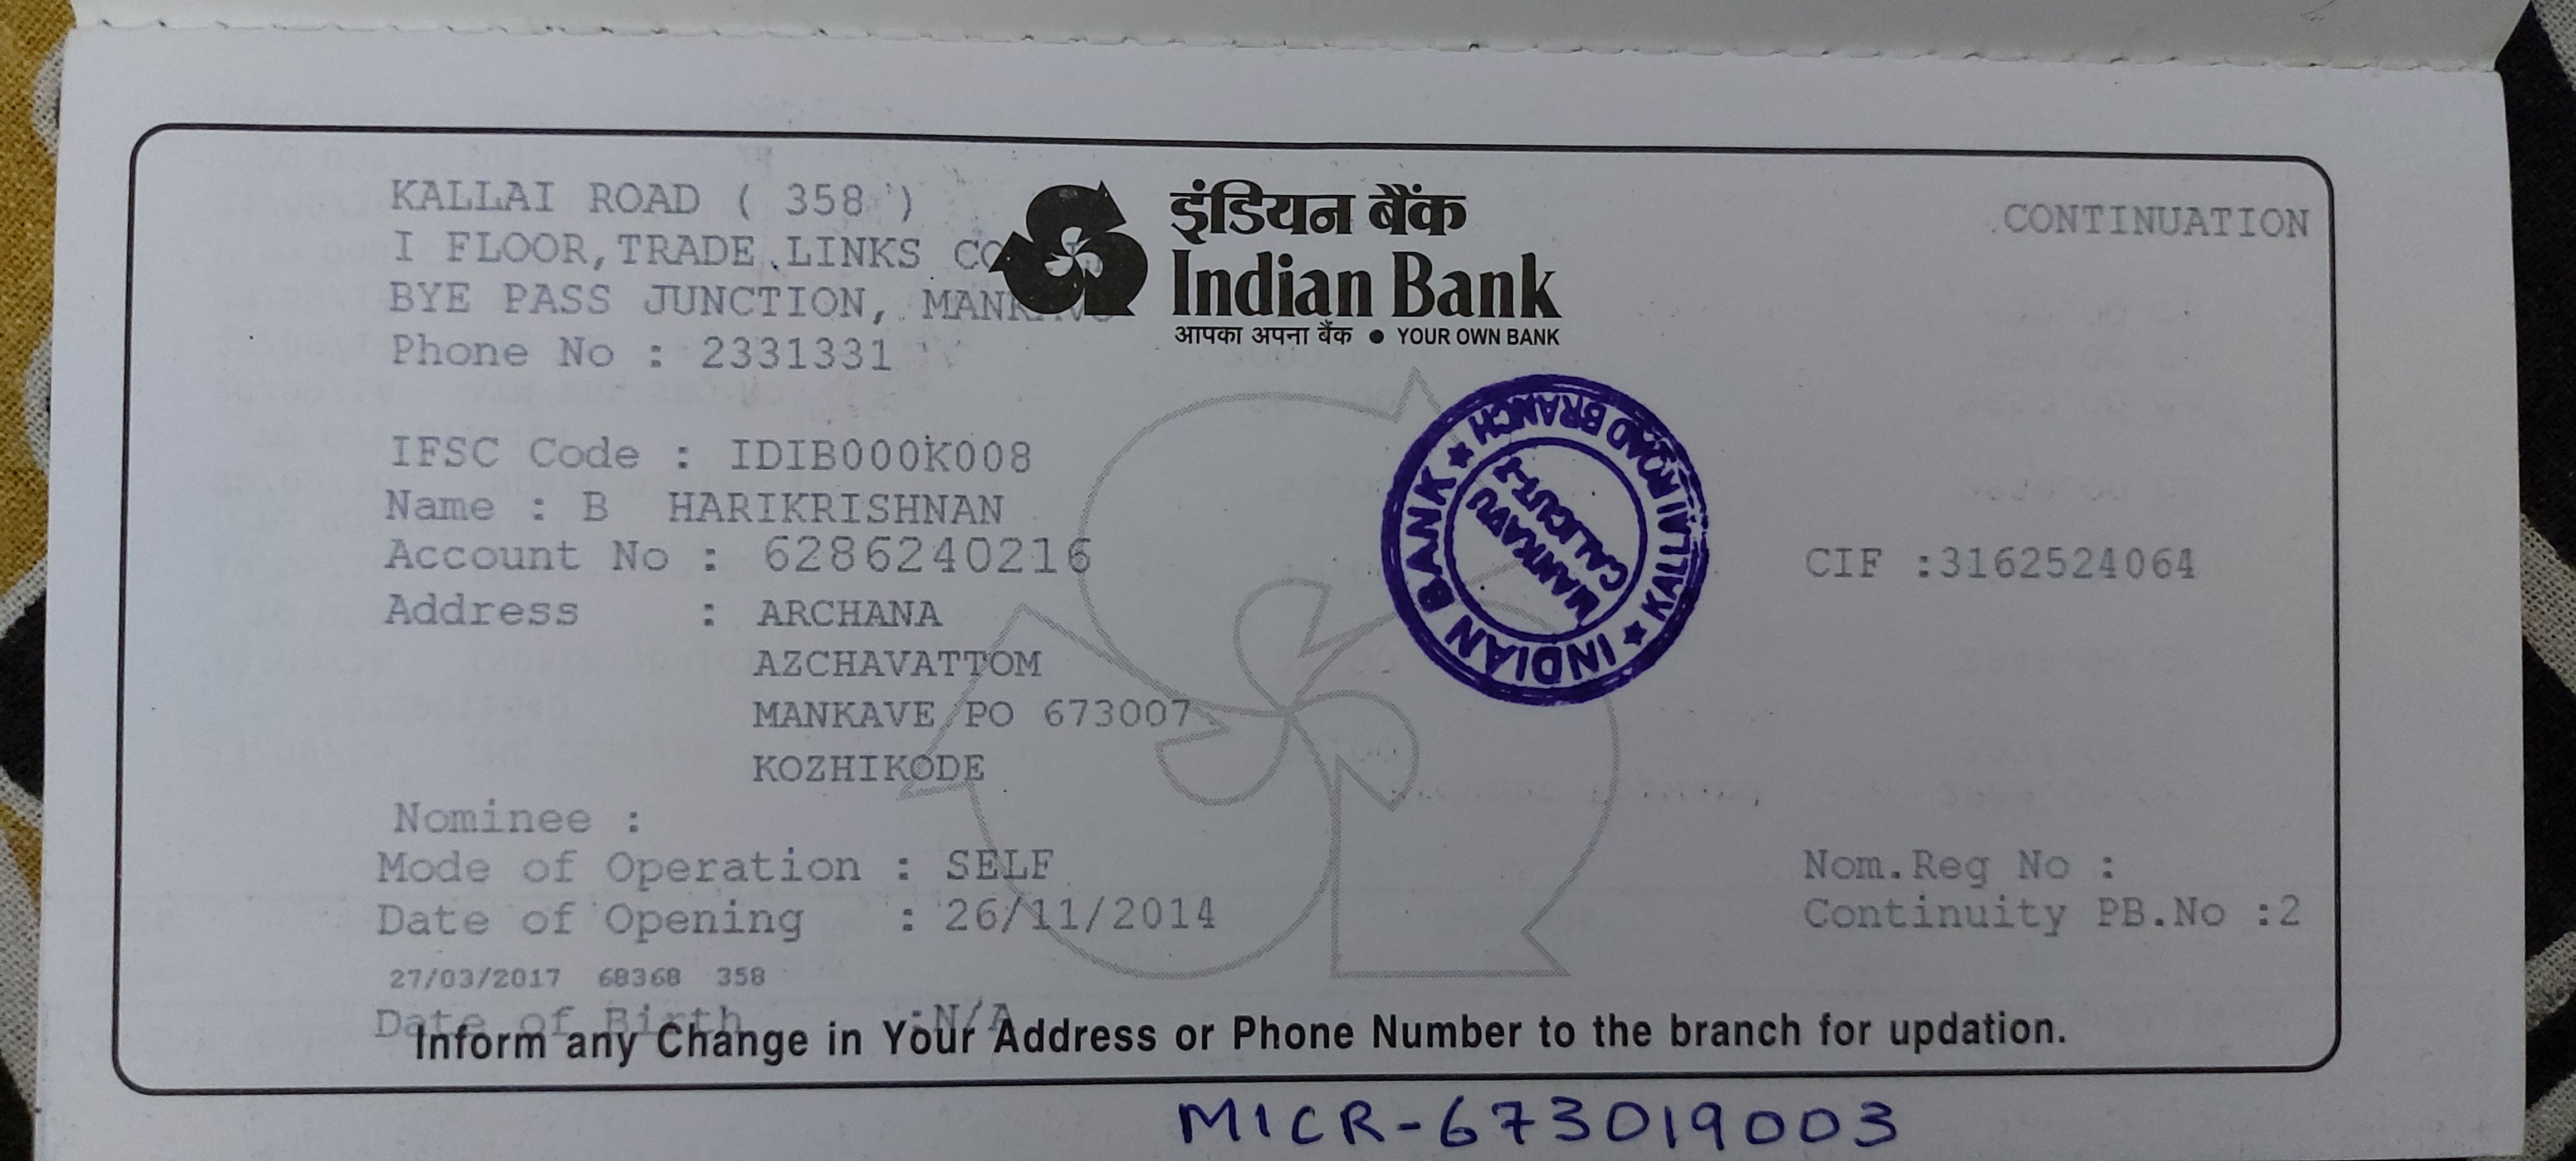 KALLAI ROAD ( 358 )
CONTINUATION
I FLOOR,TRADE LINKS CO
BYE PASS JUNCTION,
Phone No : 2331331
इंडियन बैंक
Indian Bank
आपका अपना बैंक • YOUR OWN BANK
IFSC Code : IDIB000K008
Name : B HARIKRISHNAN
Account No : 6286240216
CIF :31625240​64
Address : ARCHANA
AZCHAVATTOM
MANKAVE PO 673007
KOZHIKODE
INDIAN BANK ★ KALLAI ROAD BRANCH ★
MANKAVU
CALICUT-7
Nominee :
Mode of Operation : SELF
Nom.Reg No :
Date of Opening : 26/11/2014
Continuity PB.No :2
27/03/2017 68368 358
Date of Birth : N/A
Inform any Change in Your Address or Phone Number to the branch for updation.
MICR-673019003